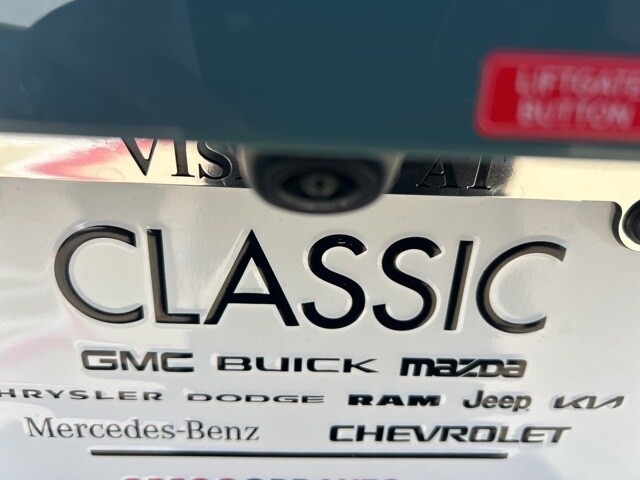 LIFTGATE
BUTTON
CLASSIC
GMC BUICK mazda
HRYSLER DODGE RAM Jeep KIA
Mercedes-Benz CHEVROLET